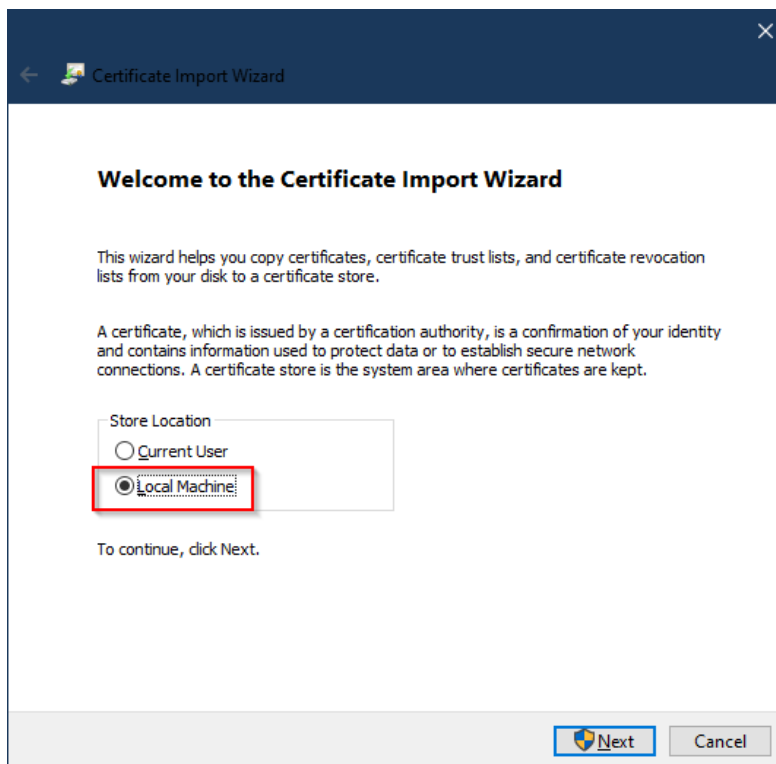 Certificate Import Wizard
Welcome to the Certificate Import Wizard
This wizard helps you copy certificates, certificate trust lists, and certificate revocation
lists from your disk to a certificate store.
A certificate, which is issued by a certification authority, is a confirmation of your identity
and contains information used to protect data or to establish secure network
connections. A certificate store is the system area where certificates are kept.
Store Location
Current User
Local Machine
To continue, click Next.
Next
Cancel